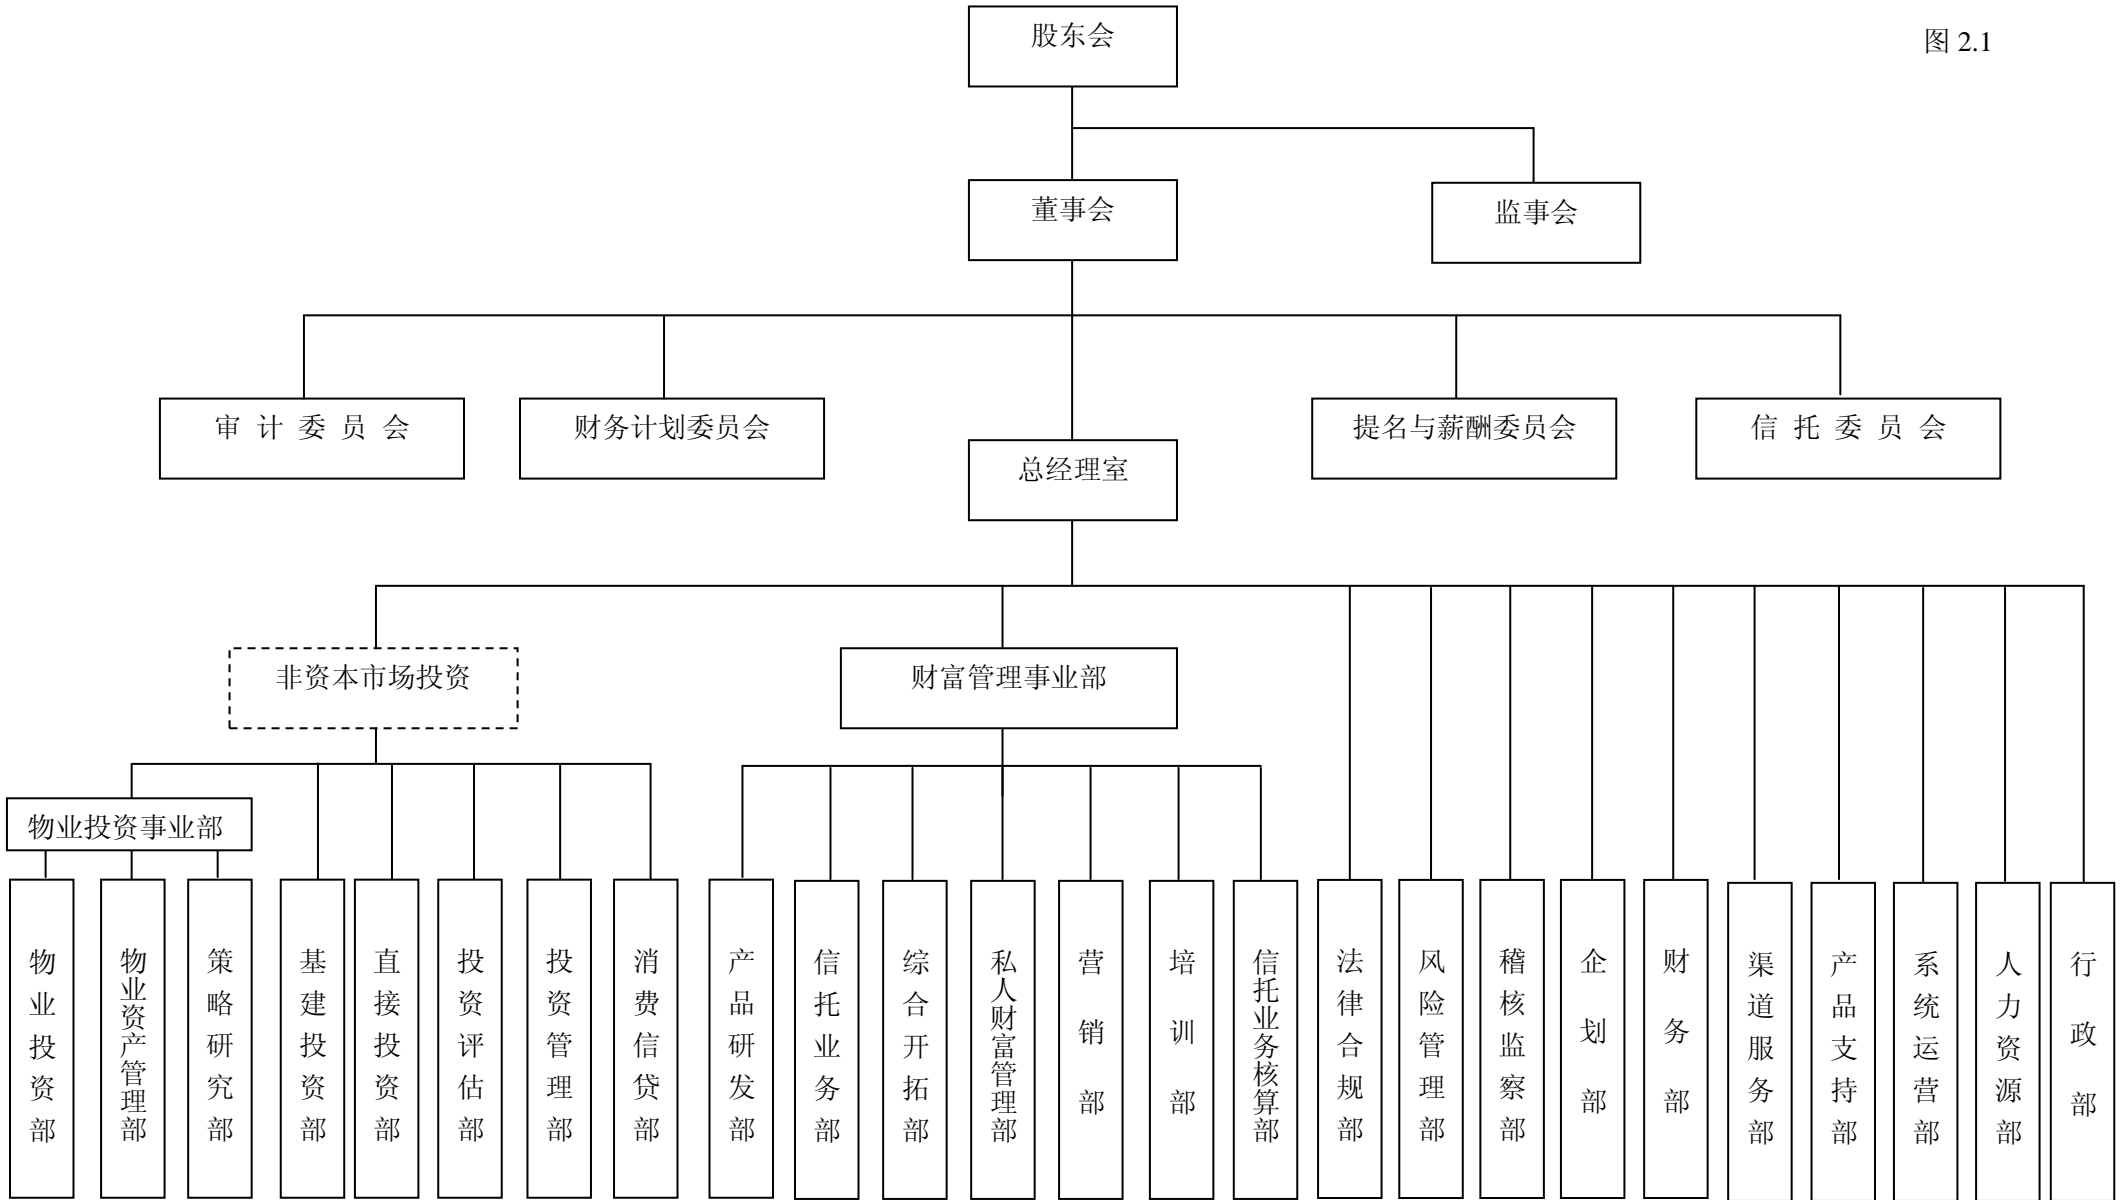 股东会
图 2.1
董事会
监事会
审 计 委 员 会
财务计划委员会
提名与薪酬委员会
信 托 委 员 会
总经理室
非资本市场投资
财富管理事业部
物业投资事业部
物业投资部
物业资产管理部
策略研究部
基建投资部
直接投资部
投资评估部
投资管理部
消费信贷部
产品研发部
信托业务部
综合开拓部
私人财富管理部
营销部
培训部
信托业务核算部
法律合规部
风险管理部
稽核监察部
企划部
财务部
渠道服务部
产品支持部
系统运营部
人力资源部
行政部